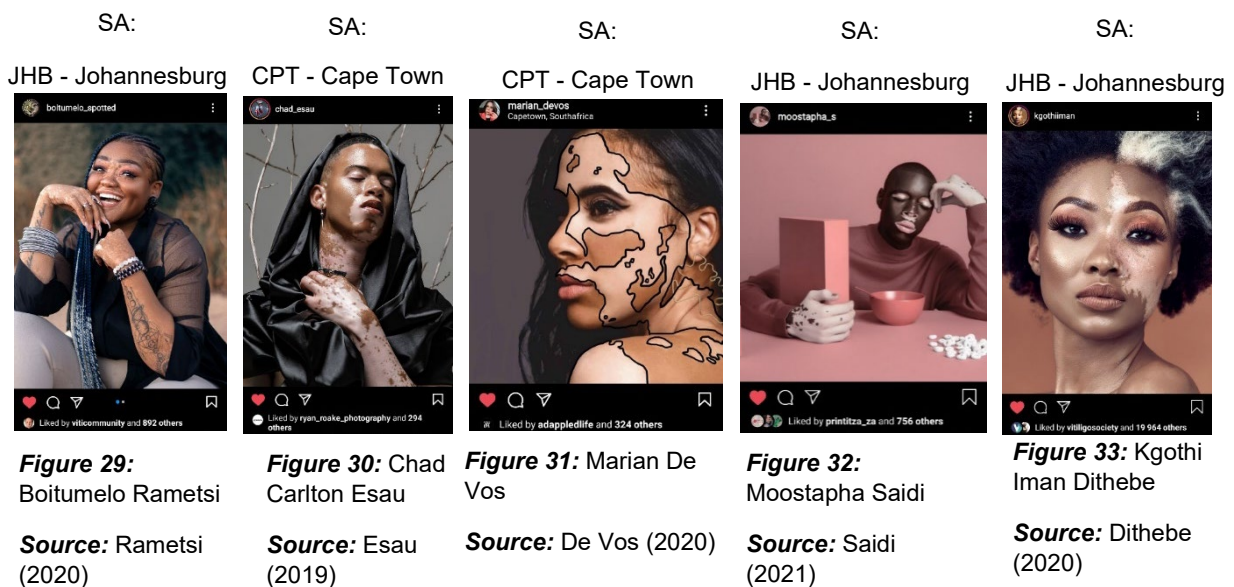 SA:
JHB - Johannesburg
boitumelo_spotted
Liked by viticommunity and 892 others
Figure 29:
Boitumelo Rametsi
Source: Rametsi
(2020)
SA:
CPT - Cape Town
chad_esau
Liked by ryan_roake_photography and 294
others
Figure 30: Chad
Carlton Esau
Source: Esau
(2019)
SA:
CPT - Cape Town
marian_devos
Capetown, Southafrica
Liked by adappledlife and 324 others
Figure 31: Marian De
Vos
Source: De Vos (2020)
SA:
JHB - Johannesburg
moostapha_s
Liked by printitza_za and 756 others
Figure 32:
Moostapha Saidi
Source: Saidi
(2021)
SA:
JHB - Johannesburg
kgothiiman
Liked by vitiligosociety and 19 964 others
Figure 33: Kgothi
Iman Dithebe
Source: Dithebe
(2020)